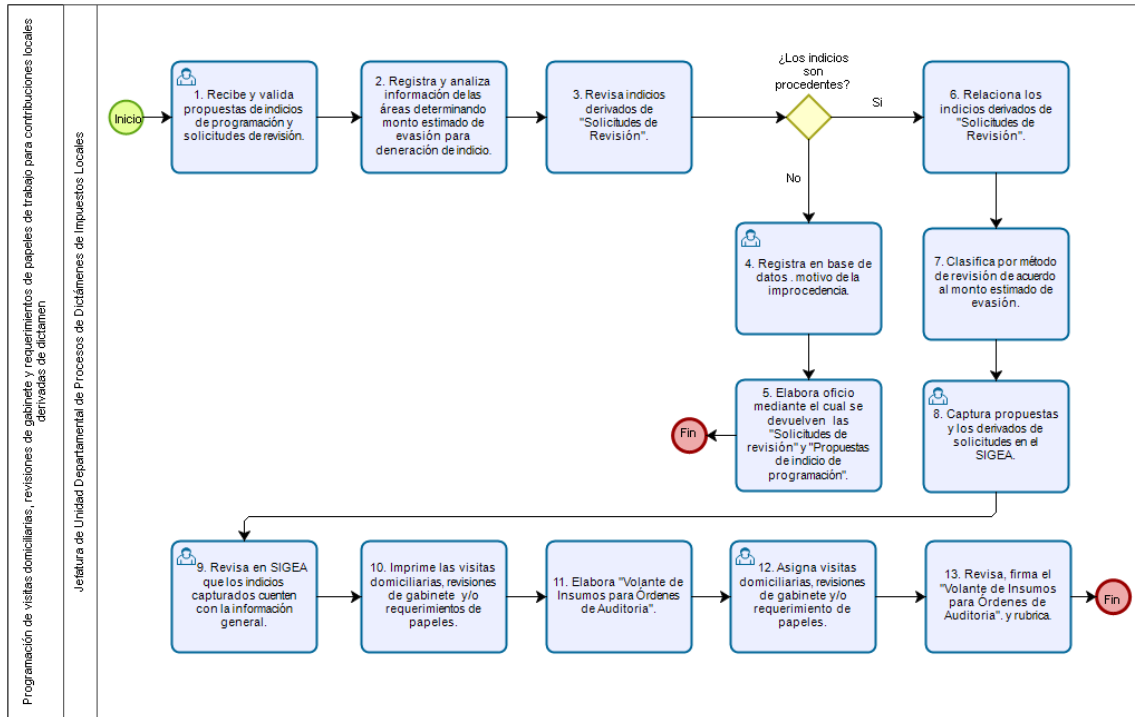 Programación de visitas domiciliarias, revisiones de gabinete y requerimientos de papeles de trabajo para contribuciones locales
derivadas de dictamen
Jefatura de Unidad Departamental de Procesos de Dictámenes de Impuestos Locales
Inicio
1. Recibe y valida
propuestas de indicios
de programación y
solicitudes de revisión.
2. Registra y analiza
información de las
áreas determinando
monto estimado de
evasión para
deneración de indicio.
3. Revisa indicios
derivados de
"Solicitudes de
Revisión".
¿Los indicios
son
procedentes?
Si
No
6. Relaciona los
indicios derivados de
"Solicitudes de
Revisión".
4. Registra en base de
datos . motivo de la
improcedencia.
7. Clasifica por método
de revisión de acuerdo
al monto estimado de
evasión.
5. Elabora oficio
mediante el cual se
devuelven las
"Solicitudes de
revisión" y "Propuestas
de indicio de
programación".
Fin
8. Captura propuestas
y los derivados de
solicitudes en el
SIGEA.
9. Revisa en SIGEA
que los indicios
capturados cuenten
con la información
general.
10. Imprime las visitas
domiciliarias, revisiones
de gabinete y/o
requerimientos de
papeles.
11. Elabora "Volante de
Insumos para Órdenes
de Auditoria".
12. Asigna visitas
domiciliarias, revisiones
de gabinete y/o
requerimiento de
papeles.
13. Revisa, firma el
"Volante de Insumos
para Órdenes de
Auditoria". y rubrica.
Fin